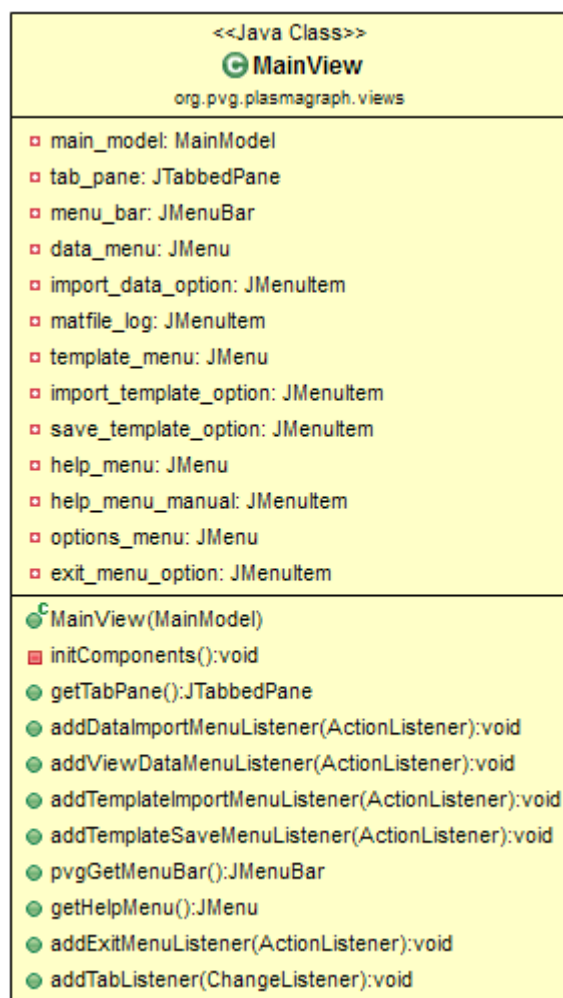 <<Java Class>>
MainView
org.pvg.plasmagraph.views
main_model: MainModel
tab_pane: JTabbedPane
menu_bar: JMenuBar
data_menu: JMenu
import_data_option: JMenuItem
matfile_log: JMenuItem
template_menu: JMenu
import_template_option: JMenuItem
save_template_option: JMenuItem
help_menu: JMenu
help_menu_manual: JMenuItem
options_menu: JMenu
exit_menu_option: JMenuItem
MainView(MainModel)
initComponents():void
getTabPane():JTabbedPane
addDataImportMenuListener(ActionListener):void
addViewDataMenuListener(ActionListener):void
addTemplateImportMenuListener(ActionListener):void
addTemplateSaveMenuListener(ActionListener):void
pvgGetMenuBar():JMenuBar
getHelpMenu():JMenu
addExitMenuListener(ActionListener):void
addTabListener(ChangeListener):void